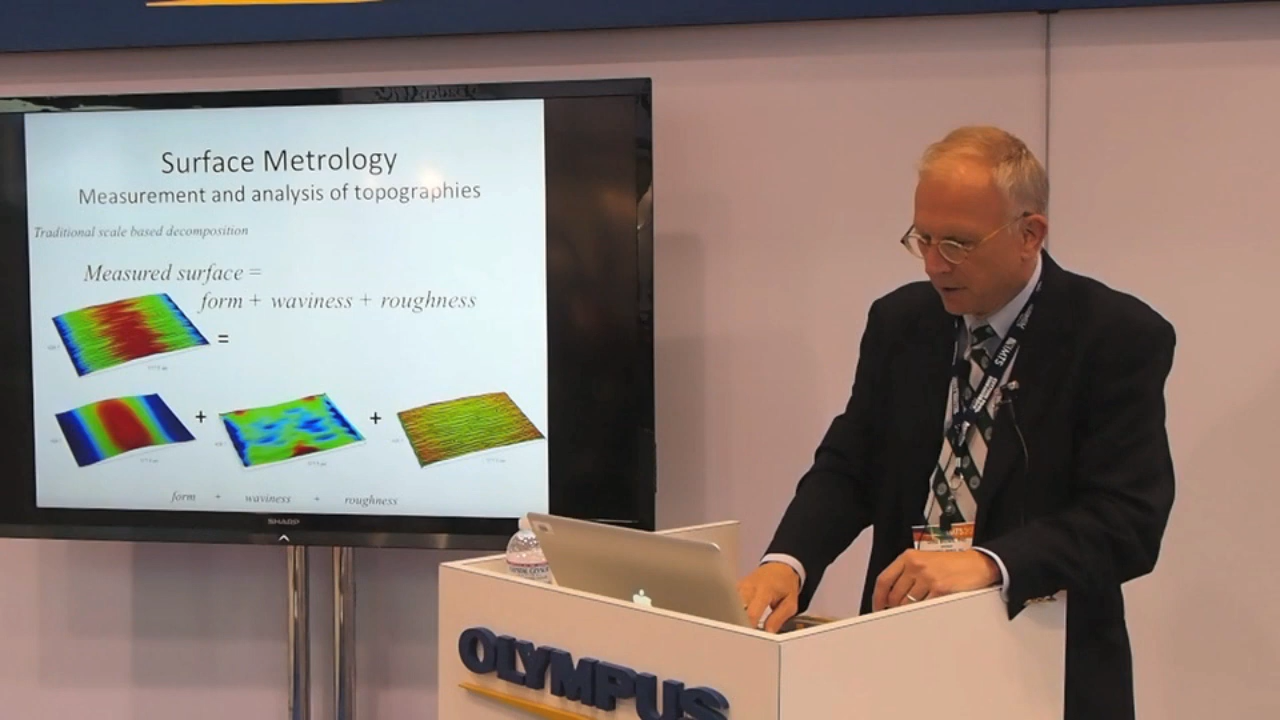 Surface Metrology
Measurement and analysis of topographies
Traditional scale based decomposition
Measured surface =
form + waviness + roughness
=
+ +
form + waviness + roughness
SHARP
IMTS
OLYMPUS